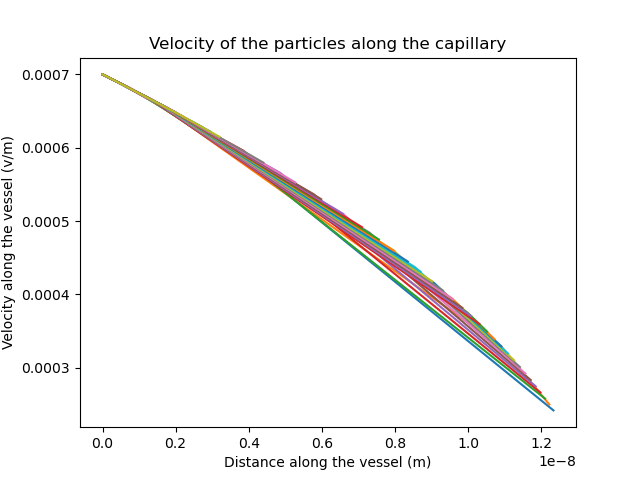 Velocity of the particles along the capillary
Velocity along the vessel (v/m)
0.0007
0.0006
0.0005
0.0004
0.0003
0.0 0.2 0.4 0.6 0.8 1.0 1.2
1e−8
Distance along the vessel (m)